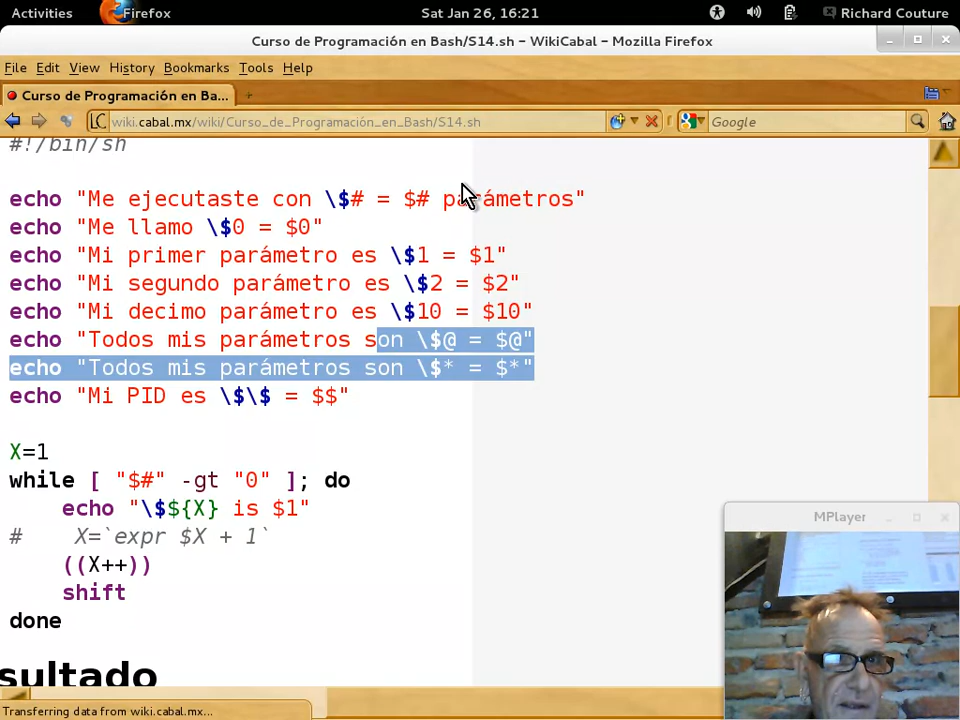 Activities Firefox Sat Jan 26, 16:21 Richard Couture
Curso de Programación en Bash/S14.sh – WikiCabal – Mozilla Firefox
File Edit View History Bookmarks Tools Help
Curso de Programación en Ba...
wiki.cabal.mx/wiki/Curso_de_Programación_en_Bash/S14.sh Google
#!/bin/sh
echo "Me ejecutaste con \$# = $# parámetros"
echo "Me llamo \$0 = $0"
echo "Mi primer parámetro es \$1 = $1"
echo "Mi segundo parámetro es \$2 = $2"
echo "Mi decimo parámetro es \$10 = $10"
echo "Todos mis parámetros son \$@ = $@"
echo "Todos mis parámetros son \$* = $*"
echo "Mi PID es \$\$ = $$"
X=1
while [ "$#" -gt "0" ]; do
echo "\$${X} is $1"
# X=`expr $X + 1`
((X++))
shift
done
sultado
MPlayer
Transferring data from wiki.cabal.mx...